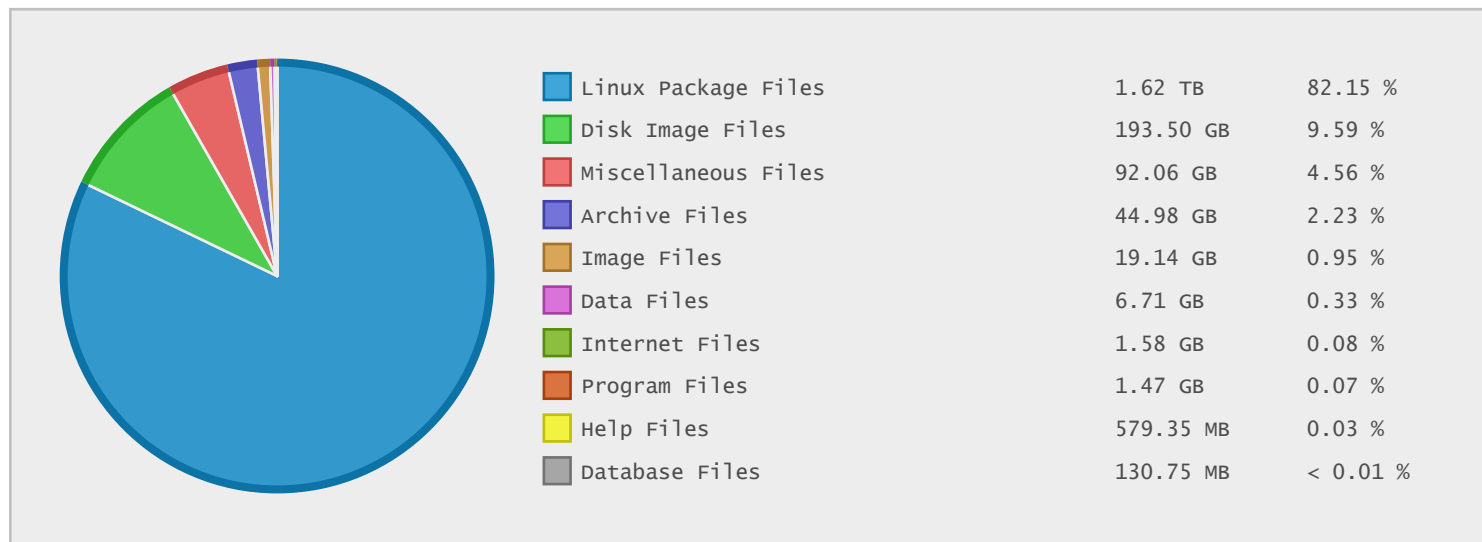 Linux Package Files 1.62 TB 82.15 %
Disk Image Files 193.50 GB 9.59 %
Miscellaneous Files 92.06 GB 4.56 %
Archive Files 44.98 GB 2.23 %
Image Files 19.14 GB 0.95 %
Data Files 6.71 GB 0.33 %
Internet Files 1.58 GB 0.08 %
Program Files 1.47 GB 0.07 %
Help Files 579.35 MB 0.03 %
Database Files 130.75 MB < 0.01 %